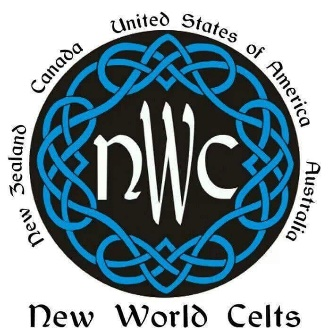 New Zealand
Canada
United States of America
Australia
NWC
New World Celts